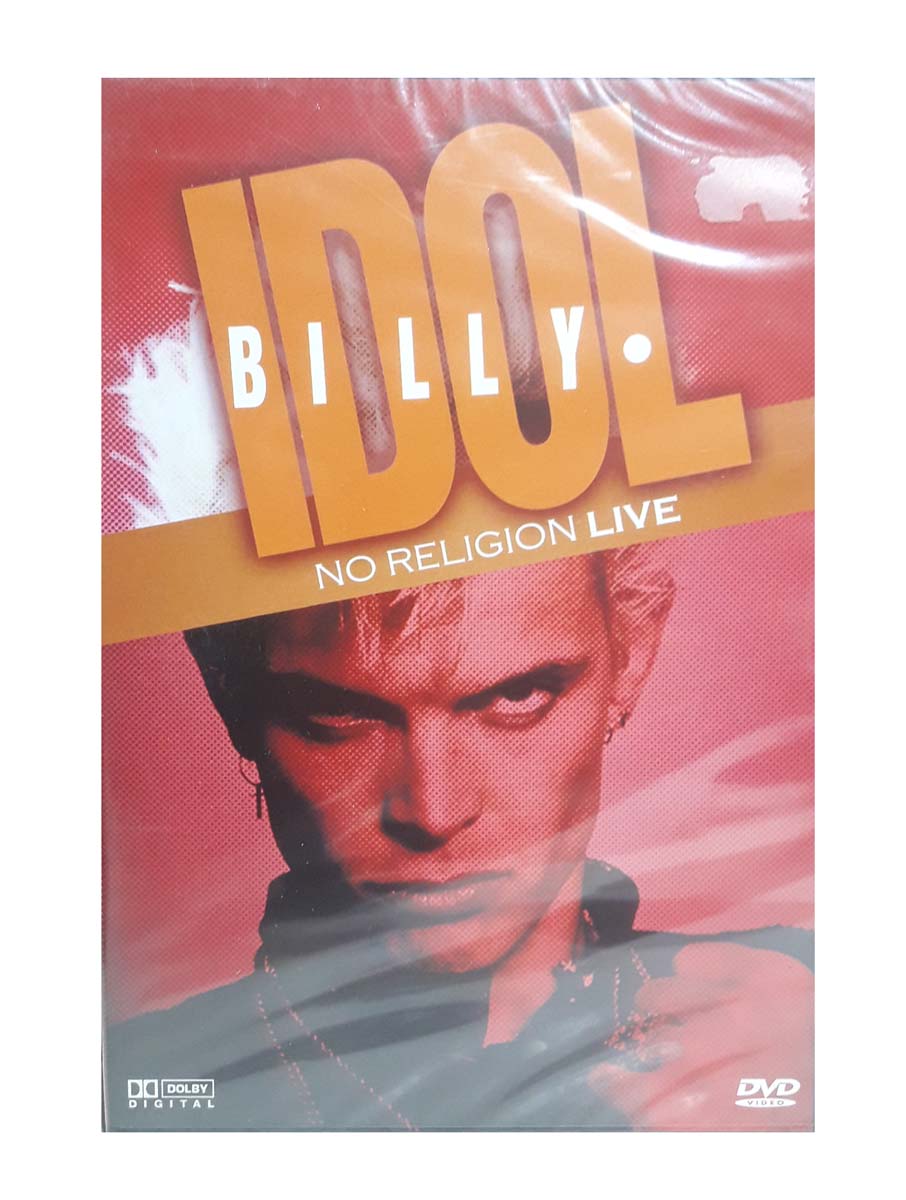 IDOL
BILLY.
NO RELIGION LIVE
DOLBY
DIGITAL
DVD
VIDEO